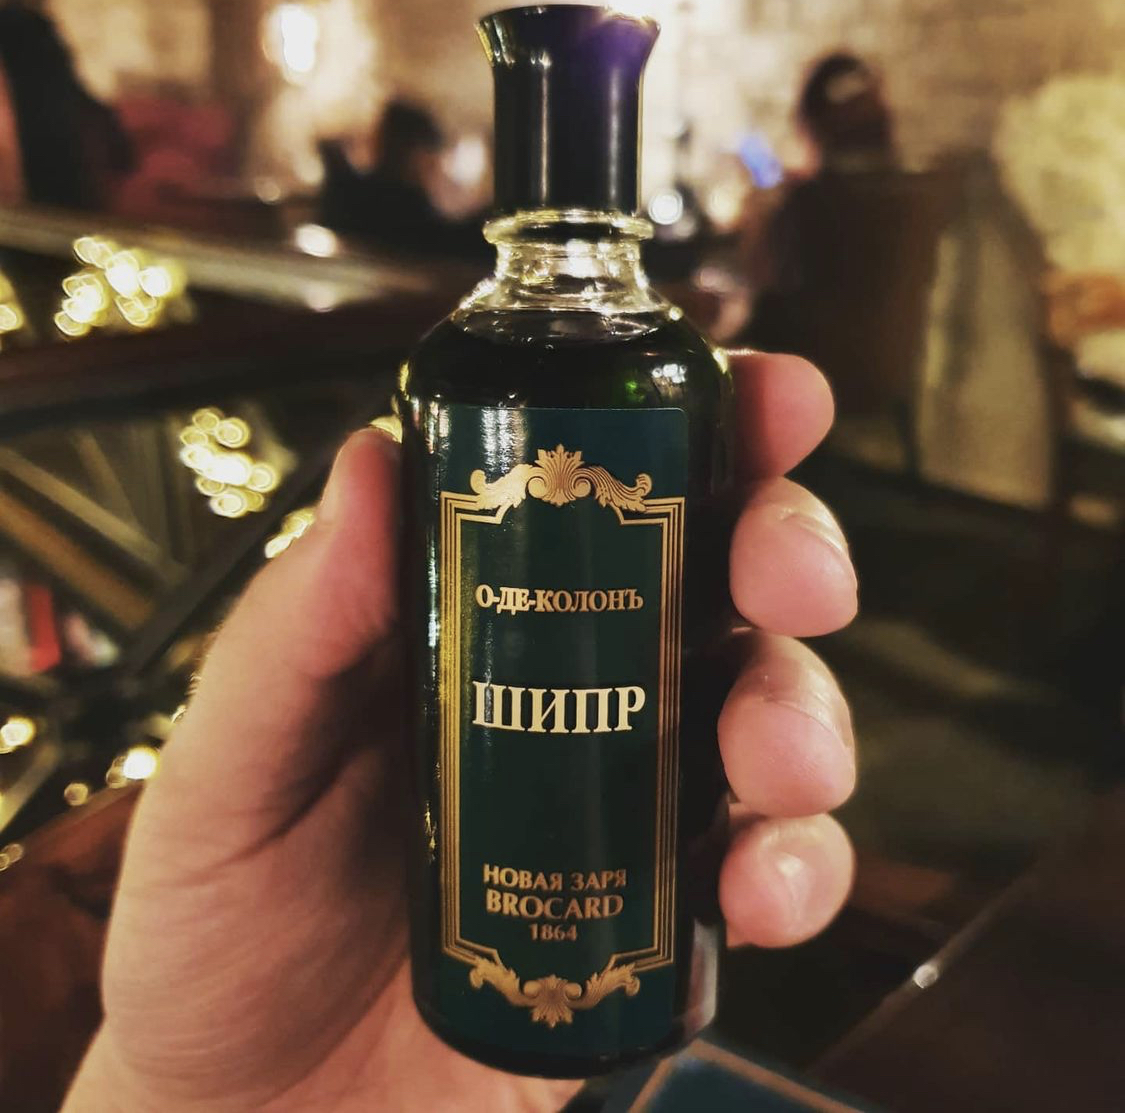 О-ДЕ-КОЛОНЪ
ШИПР
НОВАЯ ЗАРЯ
BROCARD
1864